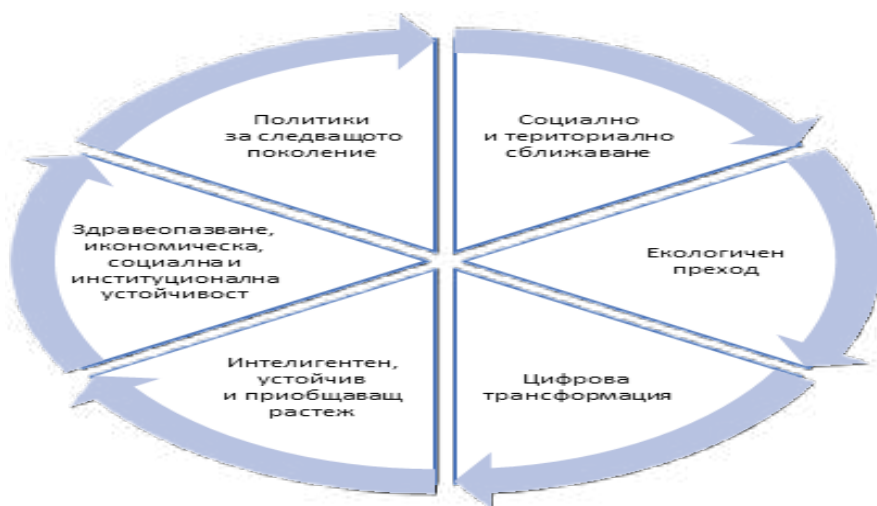 Политики
за следващото
поколение
Социално
и териториално
сближаване
Здравеопазване,
икономическа,
социална и
институционална
устойчивост
Екологичен
преход
Интелигентен,
устойчив
и приобщаващ
растеж
Цифрова
трансформация